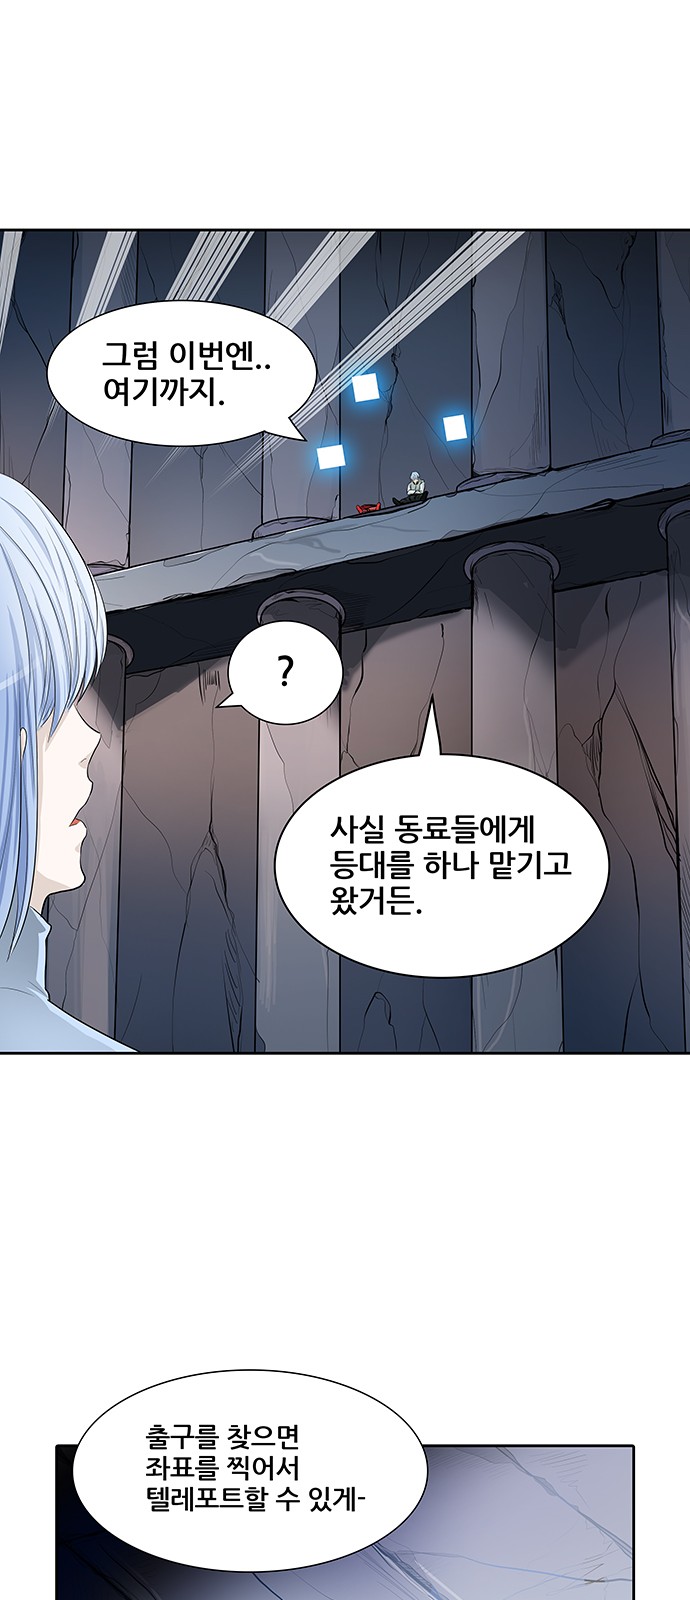 그럼 이번엔..
여기까지.
?
사실 동료들에게
등대를 하나 맡기고
왔거든.
출구를 찾으면
좌표를 찍어서
텔레포트할 수 있게-